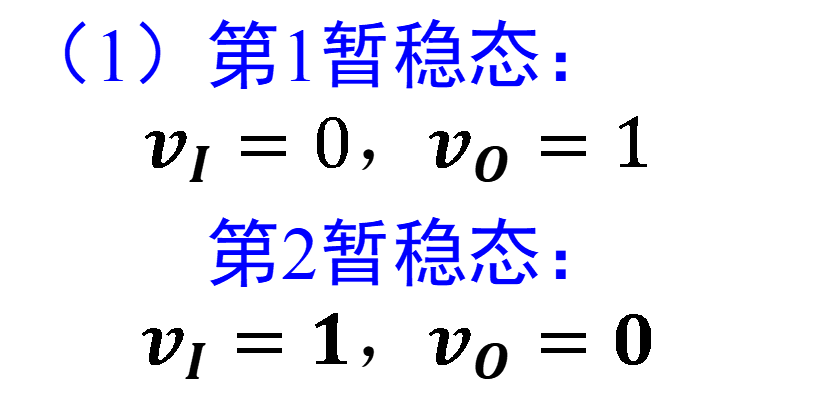 （1）第1暂稳态：
v_I = 0，v_O = 1
第2暂稳态：
v_I = 1，v_O = 0